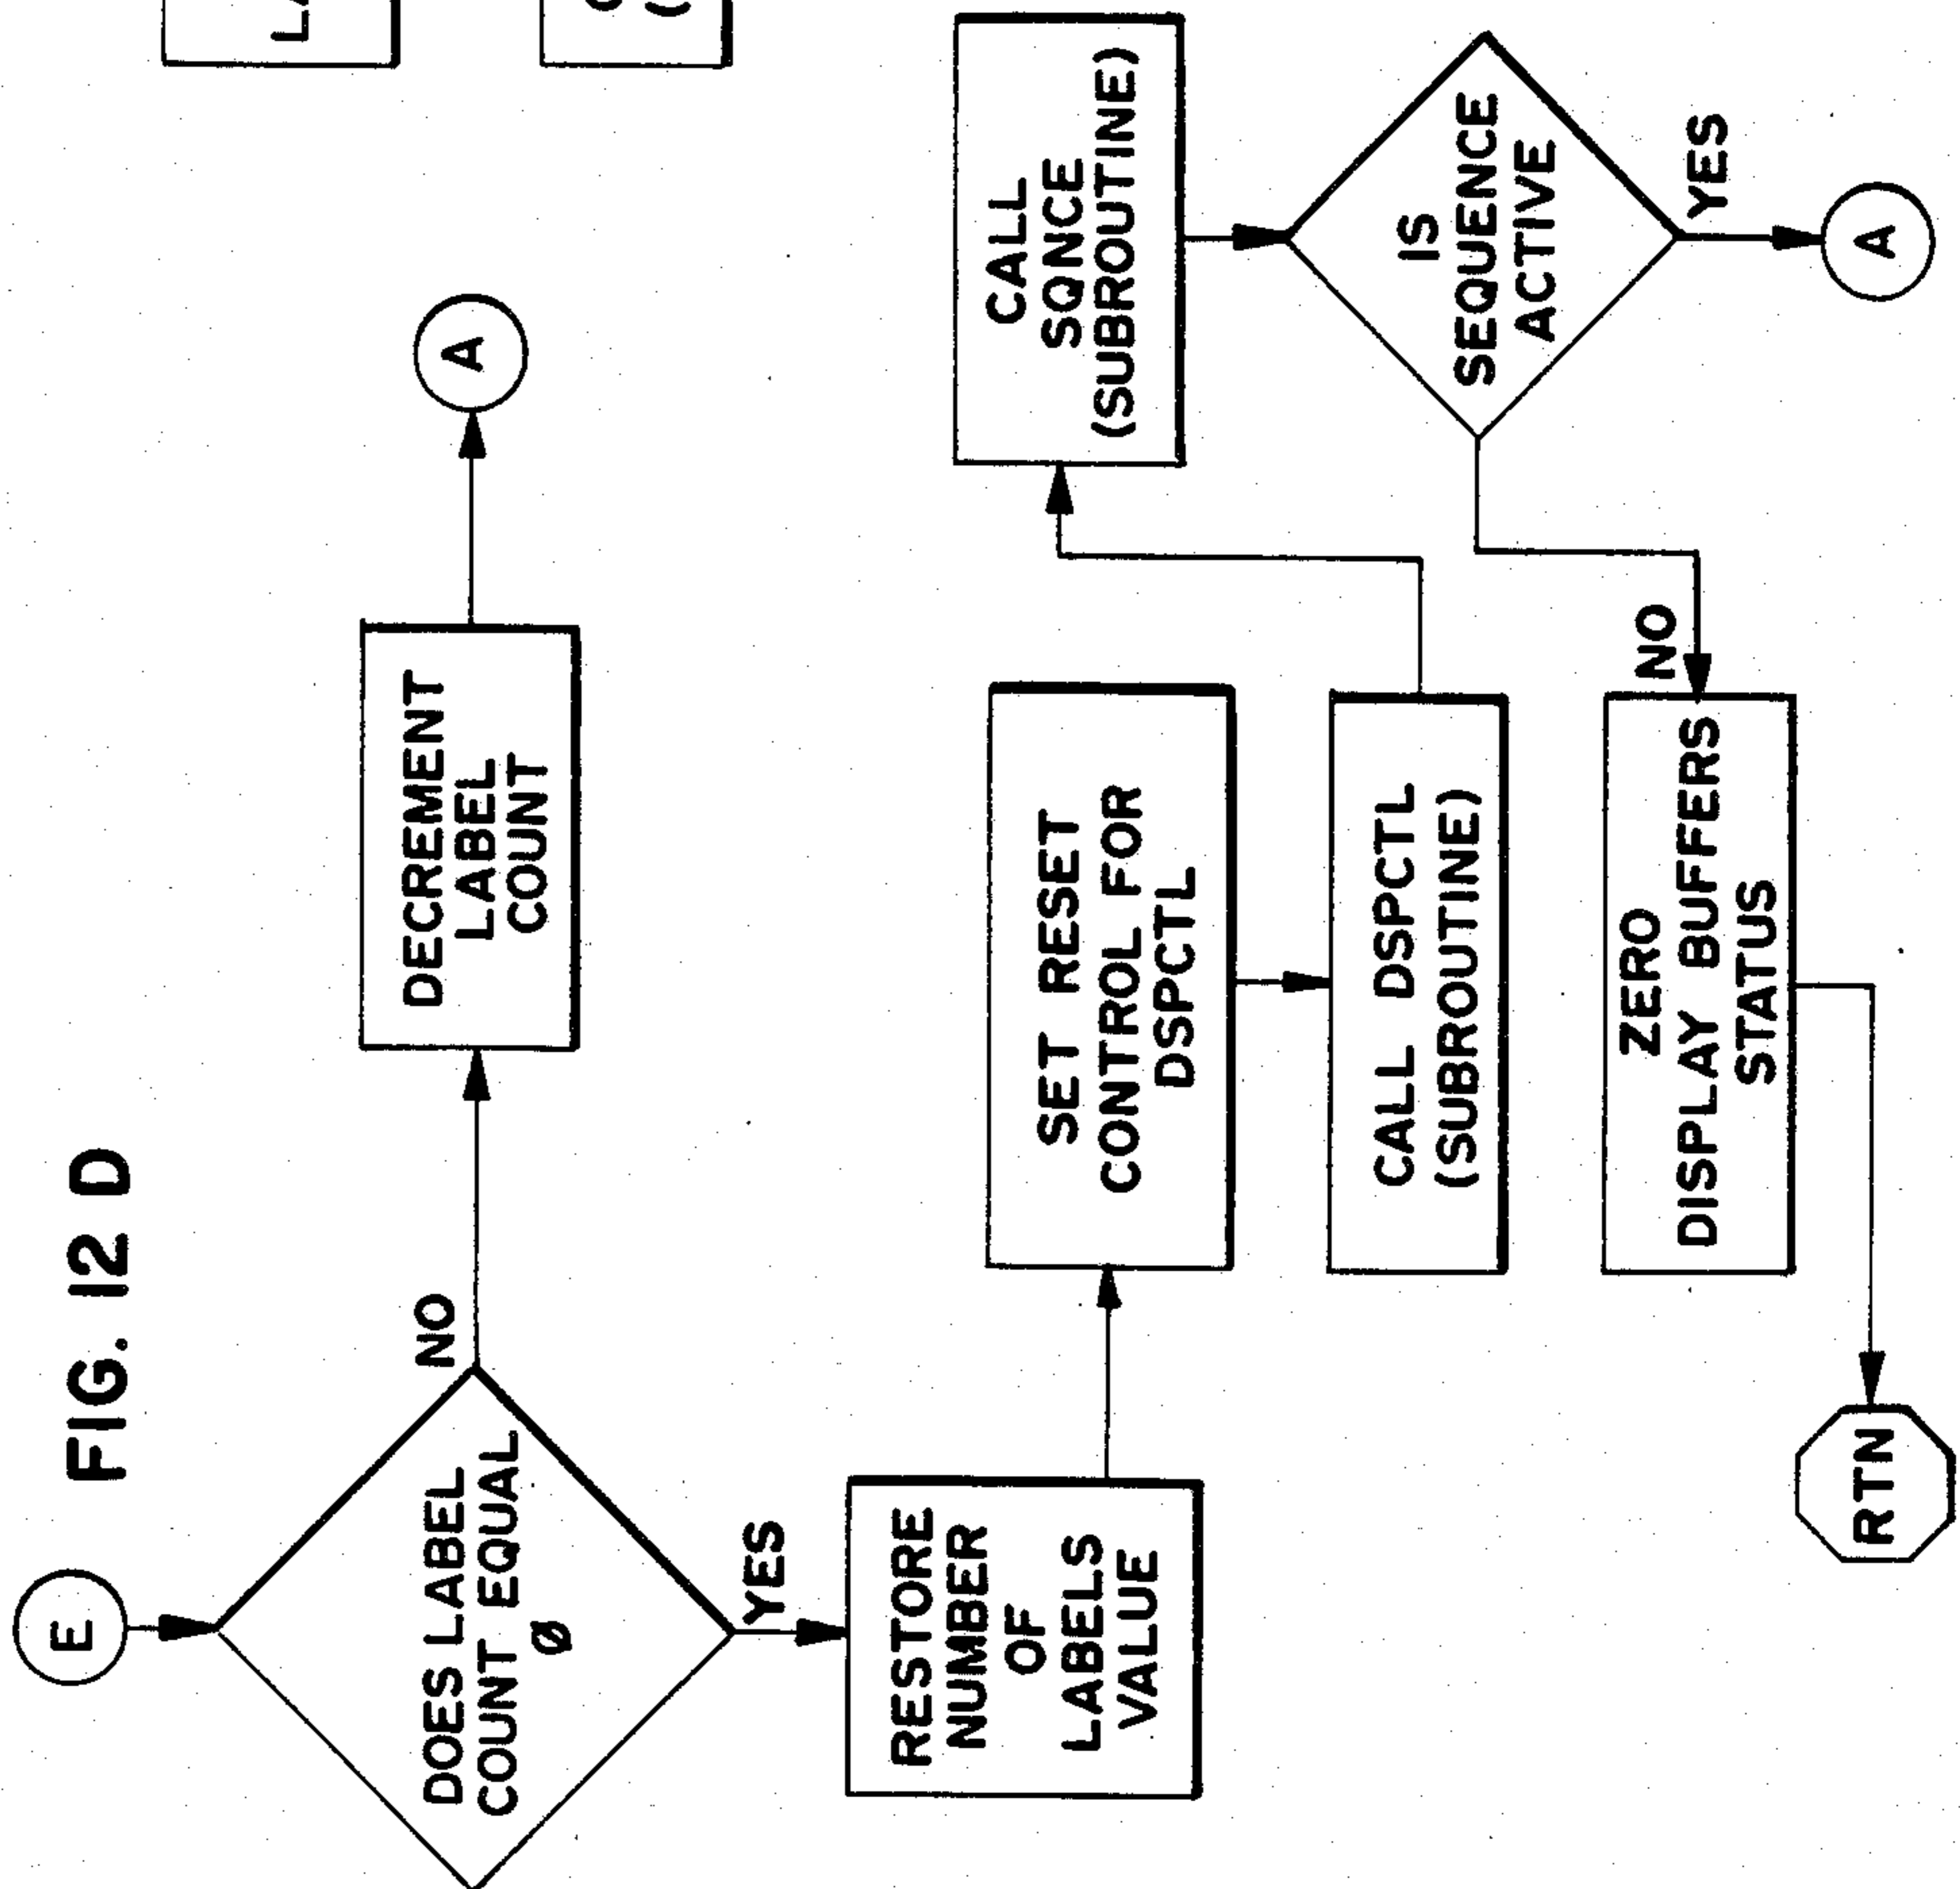 FIG. 12 D
E
DOES LABEL
COUNT EQUAL
Ø
NO
DECREMENT
LABEL
COUNT
A
YES
RESTORE
NUMBER
OF
LABELS
VALUE
SET RESET
CONTROL FOR
DSPCTL
CALL DSPCTL
(SUBROUTINE)
CALL
SQNCE
(SUBROUTINE)
IS
SEQUENCE
ACTIVE
YES
A
NO
ZERO
DISPLAY BUFFERS
STATUS
RTN